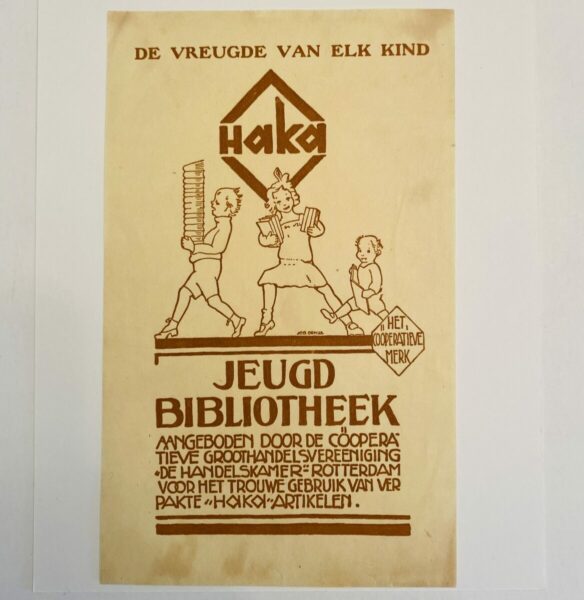 DE VREUGDE VAN ELK KIND
HaKa
„HET
COÖPERATIEVE
MERK
JEUGD
BIBLIOTHEEK
AANGEBODEN DOOR DE CÖOPERA-
TIEVE GROOTHANDELSVEREENIGING
„DE HANDELSKAMER" ROTTERDAM
VOOR HET TROUWE GEBRUIK VAN VER
PAKTE „HAKA" ARTIKELEN.